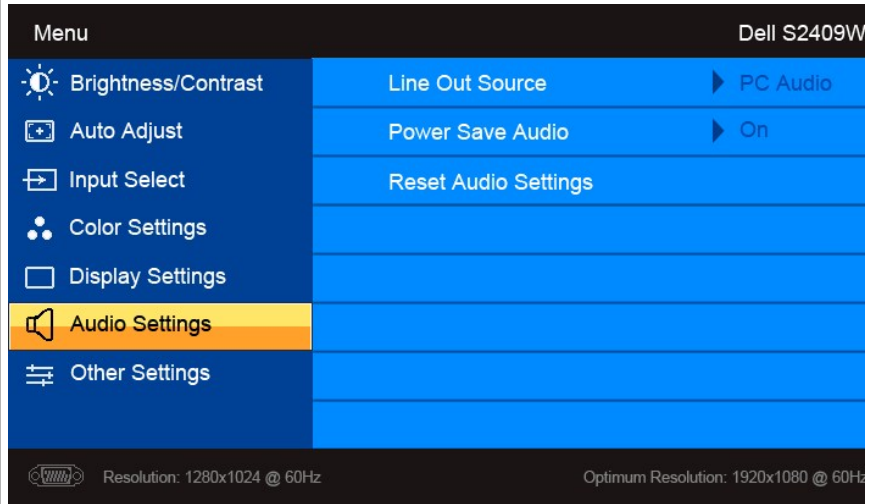 Menu
Dell S2409W
Brightness/Contrast
Line Out Source
PC Audio
Auto Adjust
Power Save Audio
On
Input Select
Reset Audio Settings
Color Settings
Display Settings
Audio Settings
Other Settings
Resolution: 1280x1024 @ 60Hz
Optimum Resolution: 1920x1080 @ 60Hz